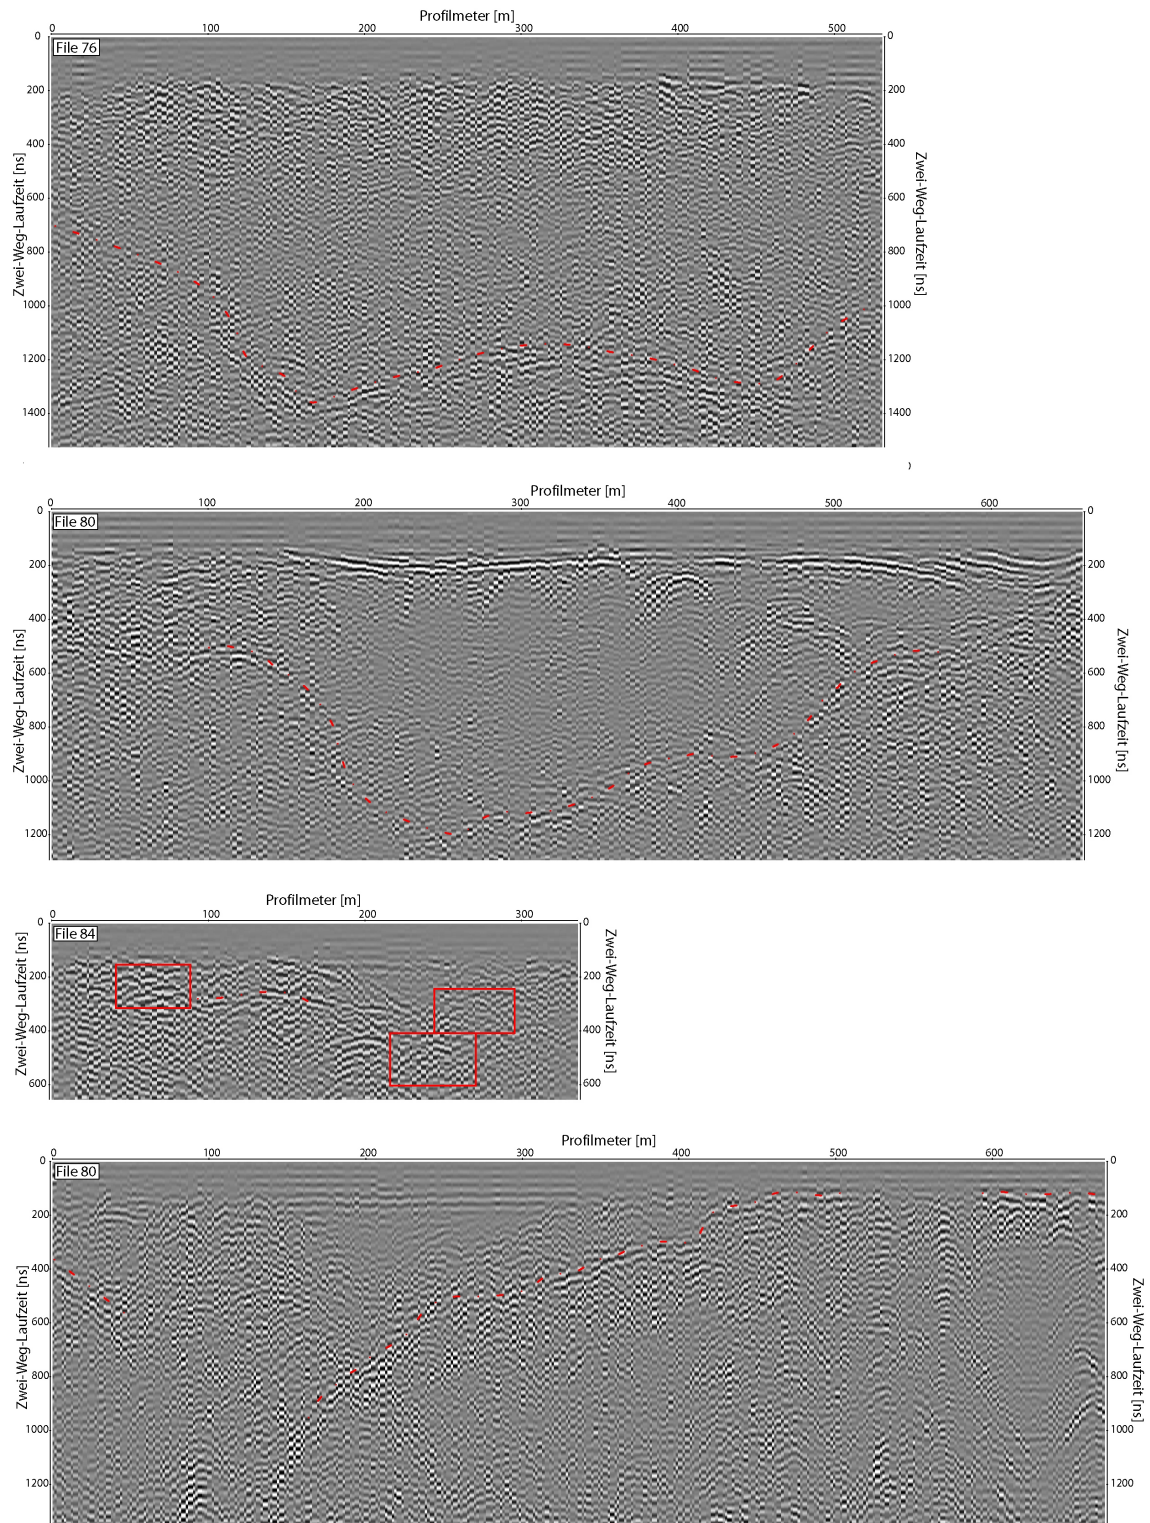 Profilmeter [m]
0 100 200 300 400 500
File 76
0 0
200 200
400 400
600 600
800 800
1000 1000
1200 1200
1400 1400
Zwei-Weg-Laufzeit [ns]
Zwei-Weg-Laufzeit [ns]
Profilmeter [m]
0 100 200 300 400 500 600
File 80
0 0
200 200
400 400
600 600
800 800
1000 1000
1200 1200
Zwei-Weg-Laufzeit [ns]
Zwei-Weg-Laufzeit [ns]
Profilmeter [m]
0 100 200 300
File 84
0 0
200 200
400 400
600 600
Zwei-Weg-Laufzeit [ns]
Zwei-Weg-Laufzeit [ns]
Profilmeter [m]
0 100 200 300 400 500 600
File 80
0 0
200 200
400 400
600 600
800 800
1000 1000
1200 1200
Zwei-Weg-Laufzeit [ns]
Zwei-Weg-Laufzeit [ns]